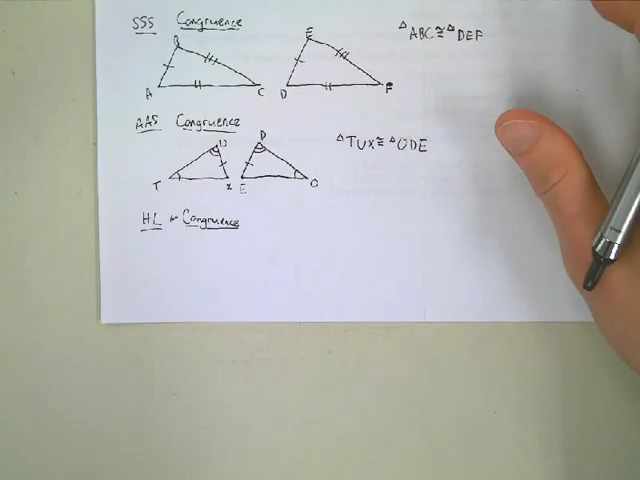 SSS Congruence
△ABC ≅ △DEF
B
E
A
C
D
F
AAS Congruence
△TUX ≅ △ODE
U
D
T
X
E
O
HL Congruence